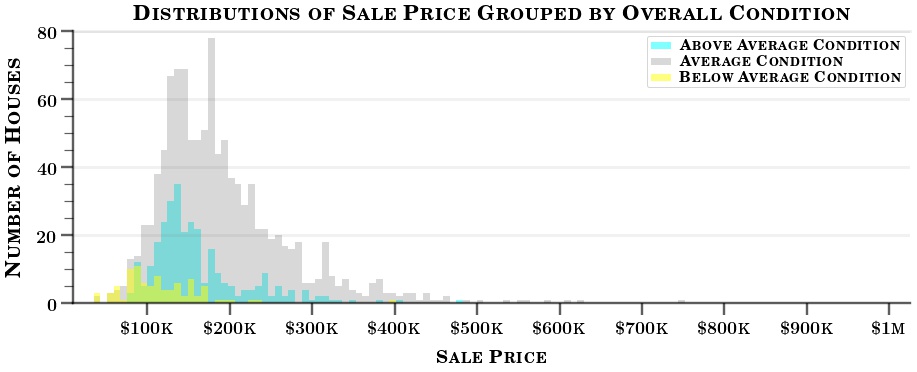 Distributions of Sale Price Grouped by Overall Condition
Above Average Condition
Average Condition
Below Average Condition
Number of Houses
80
60
40
20
0
$100K $200K $300K $400K $500K $600K $700K $800K $900K $1M
Sale Price